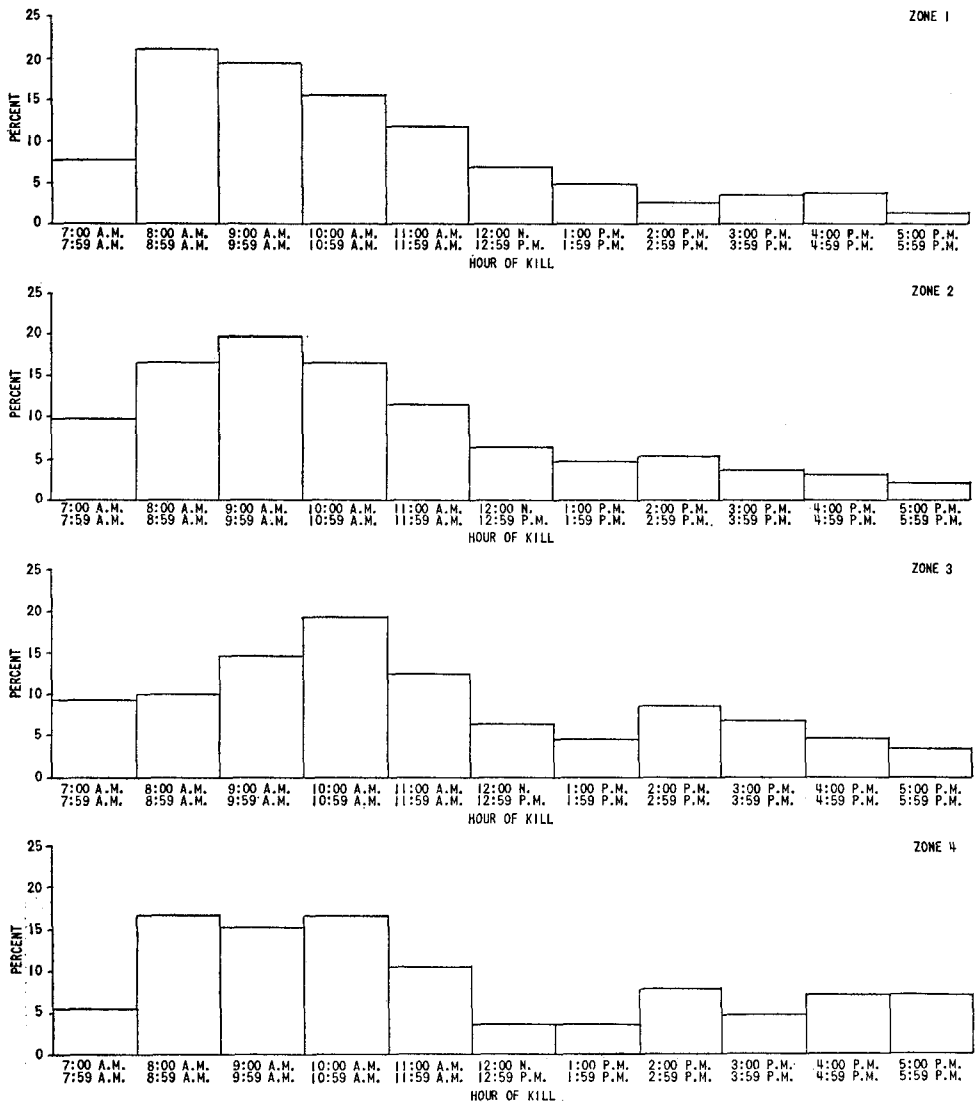 ZONE 1
25
20
15
10
5
0
PERCENT
7:00 A.M. 8:00 A.M. 9:00 A.M. 10:00 A.M. 11:00 A.M. 12:00 N. 1:00 P.M. 2:00 P.M. 3:00 P.M. 4:00 P.M. 5:00 P.M.
7:59 A.M. 8:59 A.M. 9:59 A.M. 10:59 A.M. 11:59 A.M. 12:59 P.M. 1:59 P.M. 2:59 P.M. 3:59 P.M. 4:59 P.M. 5:59 P.M.
HOUR OF KILL
ZONE 2
25
20
15
10
5
0
PERCENT
7:00 A.M. 8:00 A.M. 9:00 A.M. 10:00 A.M. 11:00 A.M. 12:00 N. 1:00 P.M. 2:00 P.M. 3:00 P.M. 4:00 P.M. 5:00 P.M.
7:59 A.M. 8:59 A.M. 9:59 A.M. 10:59 A.M. 11:59 A.M. 12:59 P.M. 1:59 P.M. 2:59 P.M. 3:59 P.M. 4:59 P.M. 5:59 P.M.
HOUR OF KILL
ZONE 3
25
20
15
10
5
0
PERCENT
7:00 A.M. 8:00 A.M. 9:00 A.M. 10:00 A.M. 11:00 A.M. 12:00 N. 1:00 P.M. 2:00 P.M. 3:00 P.M. 4:00 P.M. 5:00 P.M.
7:59 A.M. 8:59 A.M. 9:59 A.M. 10:59 A.M. 11:59 A.M. 12:59 P.M. 1:59 P.M. 2:59 P.M. 3:59 P.M. 4:59 P.M. 5:59 P.M.
HOUR OF KILL
ZONE 4
25
20
15
10
5
0
PERCENT
7:00 A.M. 8:00 A.M. 9:00 A.M. 10:00 A.M. 11:00 A.M. 12:00 N. 1:00 P.M. 2:00 P.M. 3:00 P.M. 4:00 P.M. 5:00 P.M.
7:59 A.M. 8:59 A.M. 9:59 A.M. 10:59 A.M. 11:59 A.M. 12:59 P.M. 1:59 P.M. 2:59 P.M. 3:59 P.M. 4:59 P.M. 5:59 P.M.
HOUR OF KILL